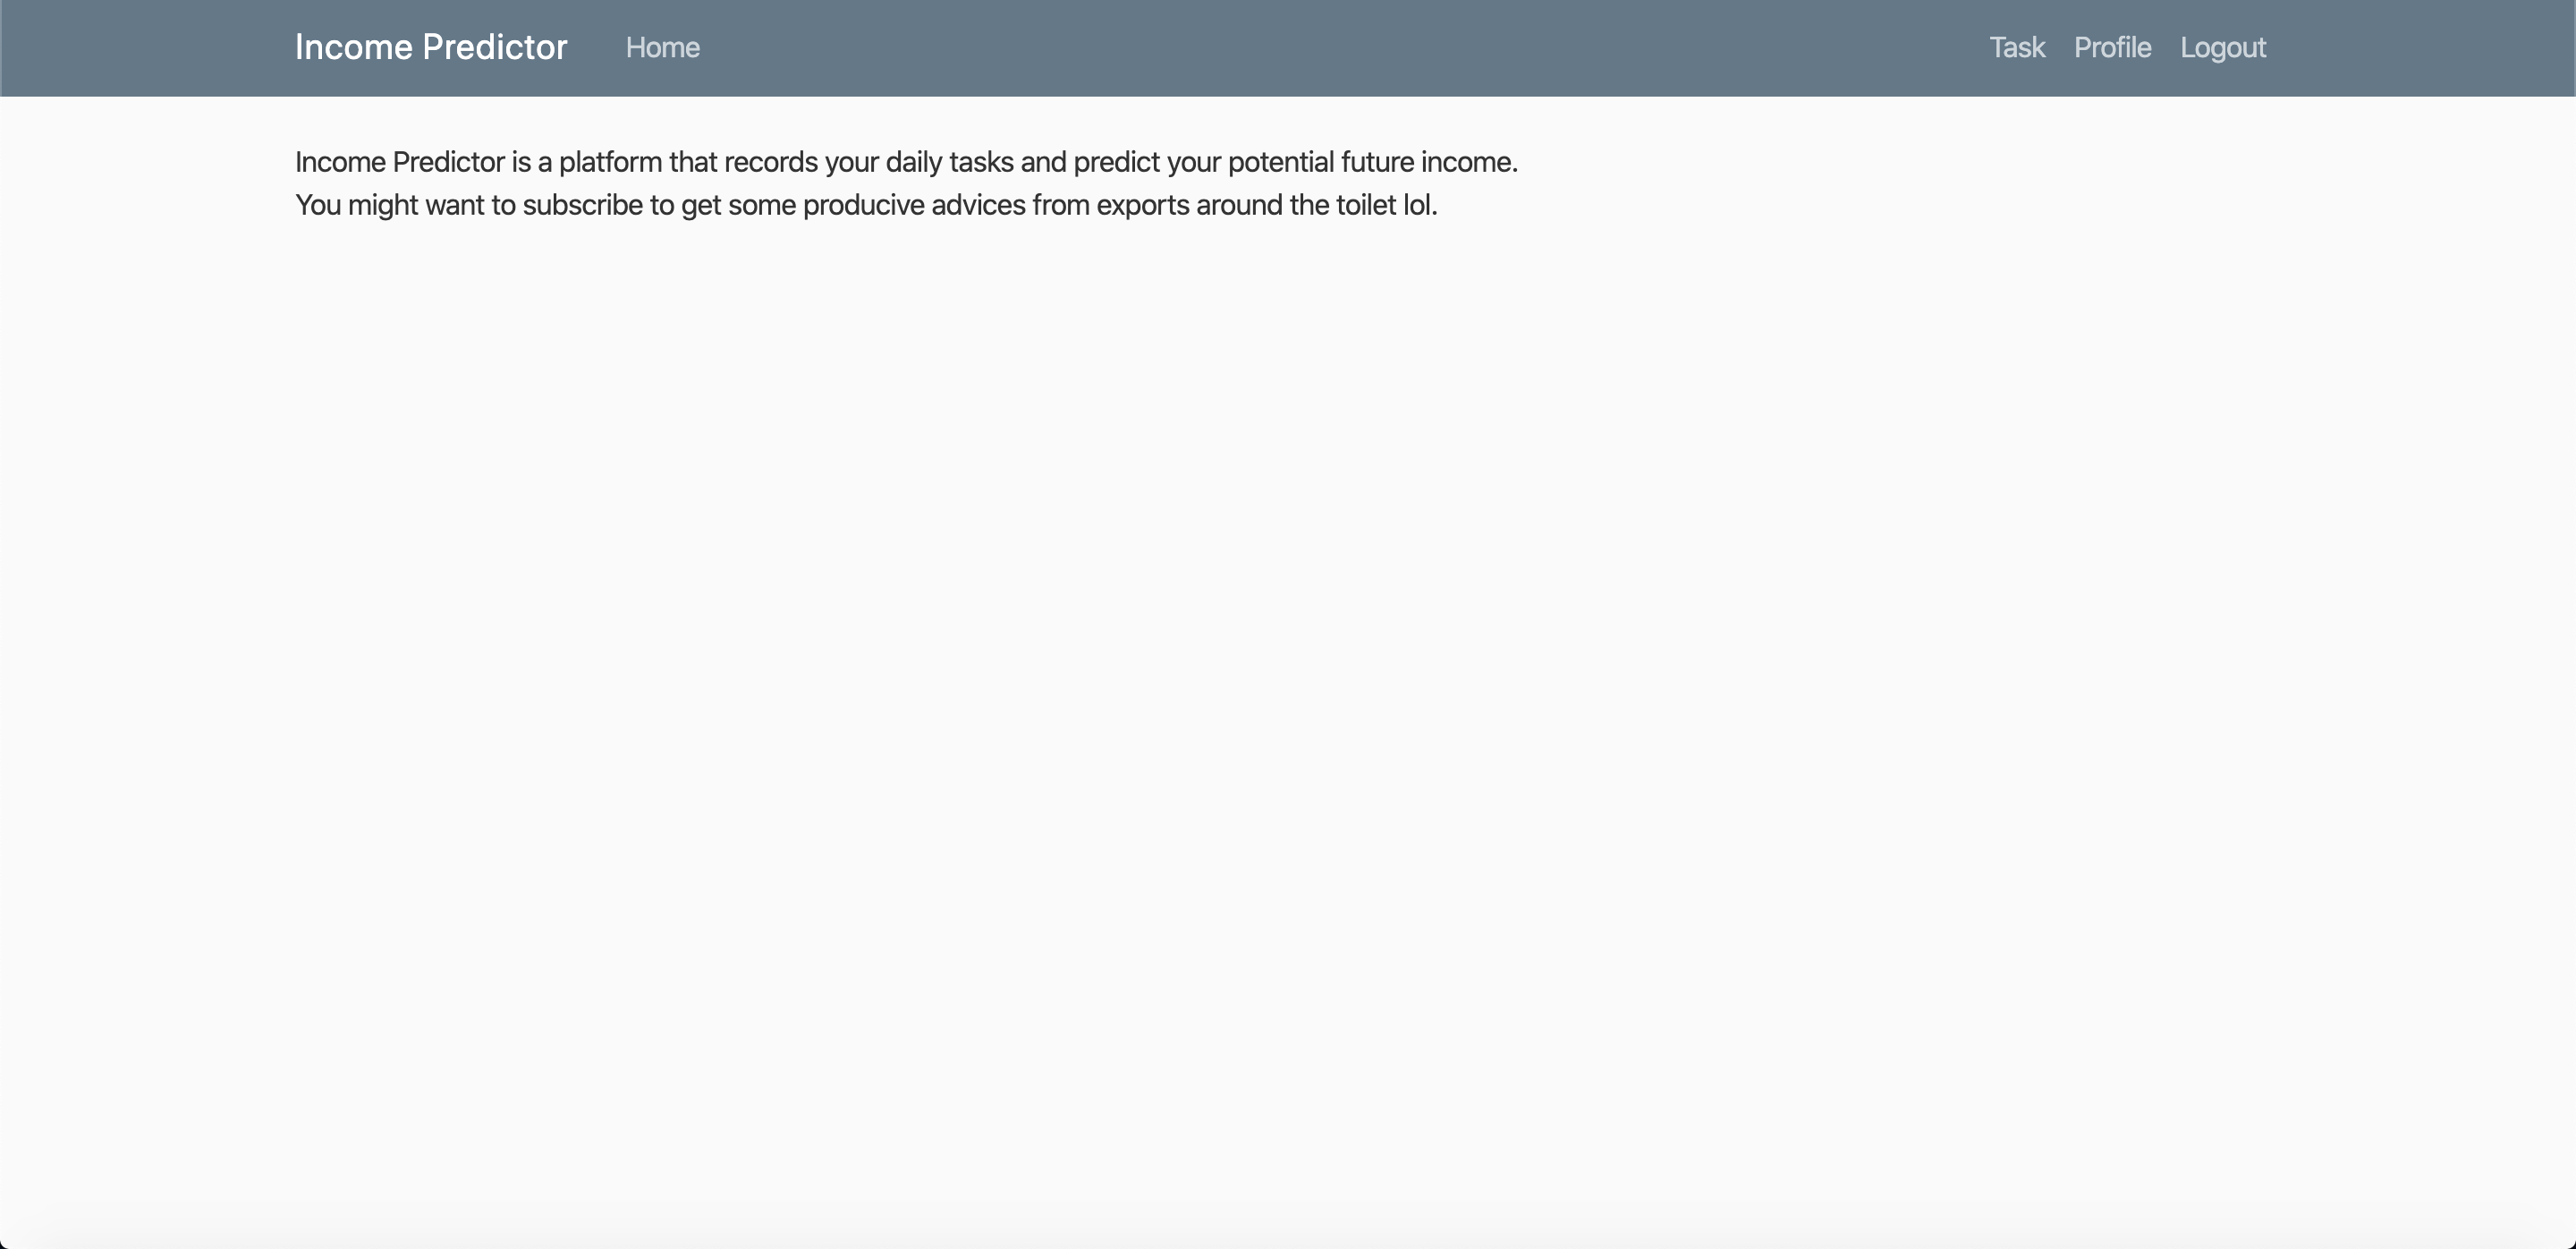 Income Predictor Home Task Profile Logout
Income Predictor is a platform that records your daily tasks and predict your potential future income.
You might want to subscribe to get some producive advices from exports around the toilet lol.